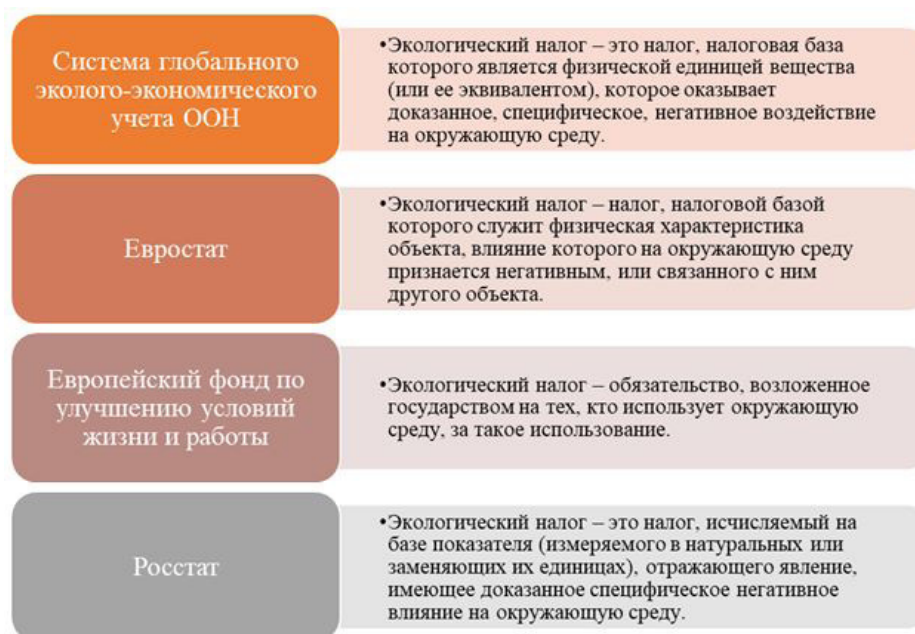 Система глобального
эколого-экономического
учета ООН
•Экологический налог – это налог, налоговая база
которого является физической единицей вещества
(или ее эквивалентом), которое оказывает
доказанное, специфическое, негативное воздействие
на окружающую среду.
Евростат
•Экологический налог – налог, налоговой базой
которого служит физическая характеристика
объекта, влияние которого на окружающую среду
признается негативным, или связанного с ним
другого объекта.
Европейский фонд по
улучшению условий
жизни и работы
•Экологический налог – обязательство, возложенное
государством на тех, кто использует окружающую
среду, за такое использование.
Росстат
•Экологический налог – это налог, исчисляемый на
базе показателя (измеряемого в натуральных или
заменяющих их единицах), отражающего явление,
имеющее доказанное специфическое негативное
влияние на окружающую среду.